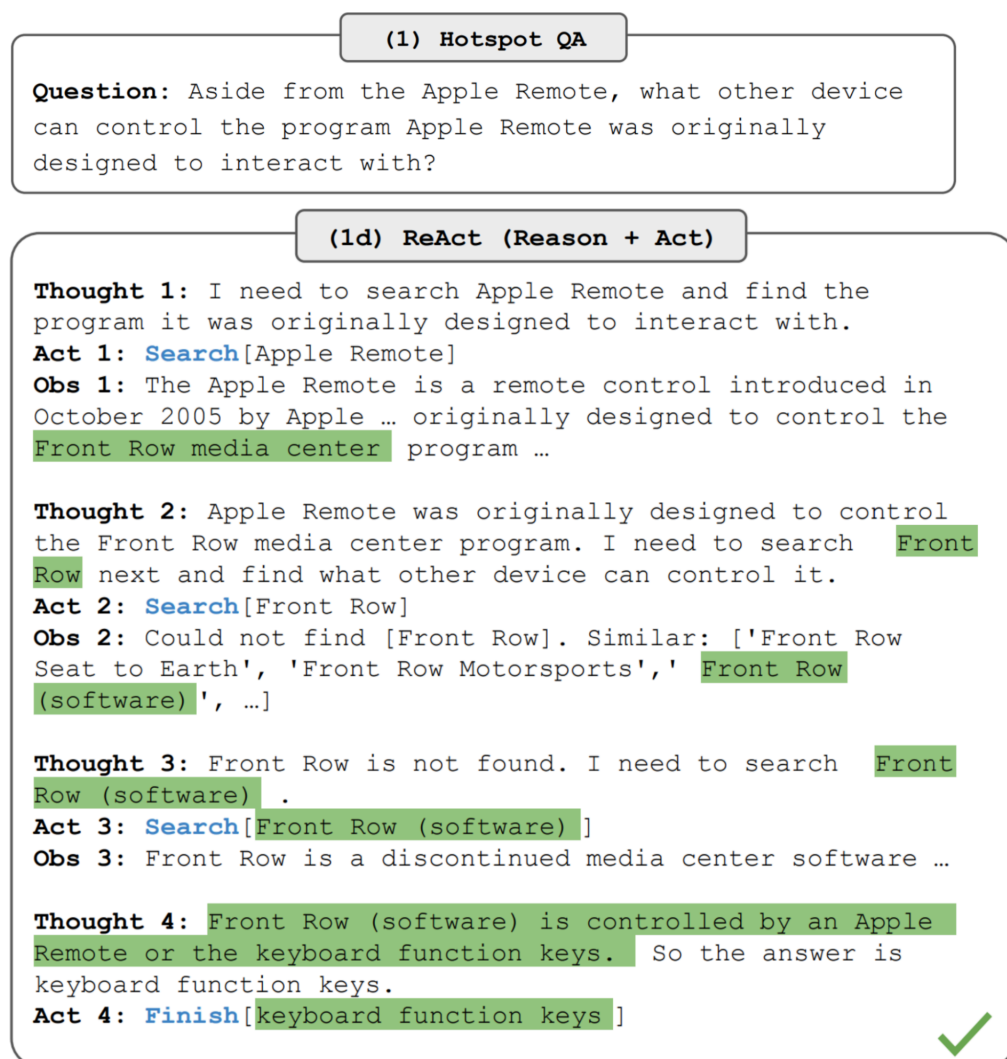 (1) Hotspot QA
Question: Aside from the Apple Remote, what other device
can control the program Apple Remote was originally
designed to interact with?
(1d) ReAct (Reason + Act)
Thought 1: I need to search Apple Remote and find the
program it was originally designed to interact with.
Act 1: Search[Apple Remote]
Obs 1: The Apple Remote is a remote control introduced in
October 2005 by Apple … originally designed to control the
Front Row media center program …
Thought 2: Apple Remote was originally designed to control
the Front Row media center program. I need to search Front
Row next and find what other device can control it.
Act 2: Search[Front Row]
Obs 2: Could not find [Front Row]. Similar: ['Front Row
Seat to Earth', 'Front Row Motorsports',' Front Row
(software)', …]
Thought 3: Front Row is not found. I need to search Front
Row (software) .
Act 3: Search[Front Row (software) ]
Obs 3: Front Row is a discontinued media center software …
Thought 4: Front Row (software) is controlled by an Apple
Remote or the keyboard function keys. So the answer is
keyboard function keys.
Act 4: Finish[keyboard function keys ]